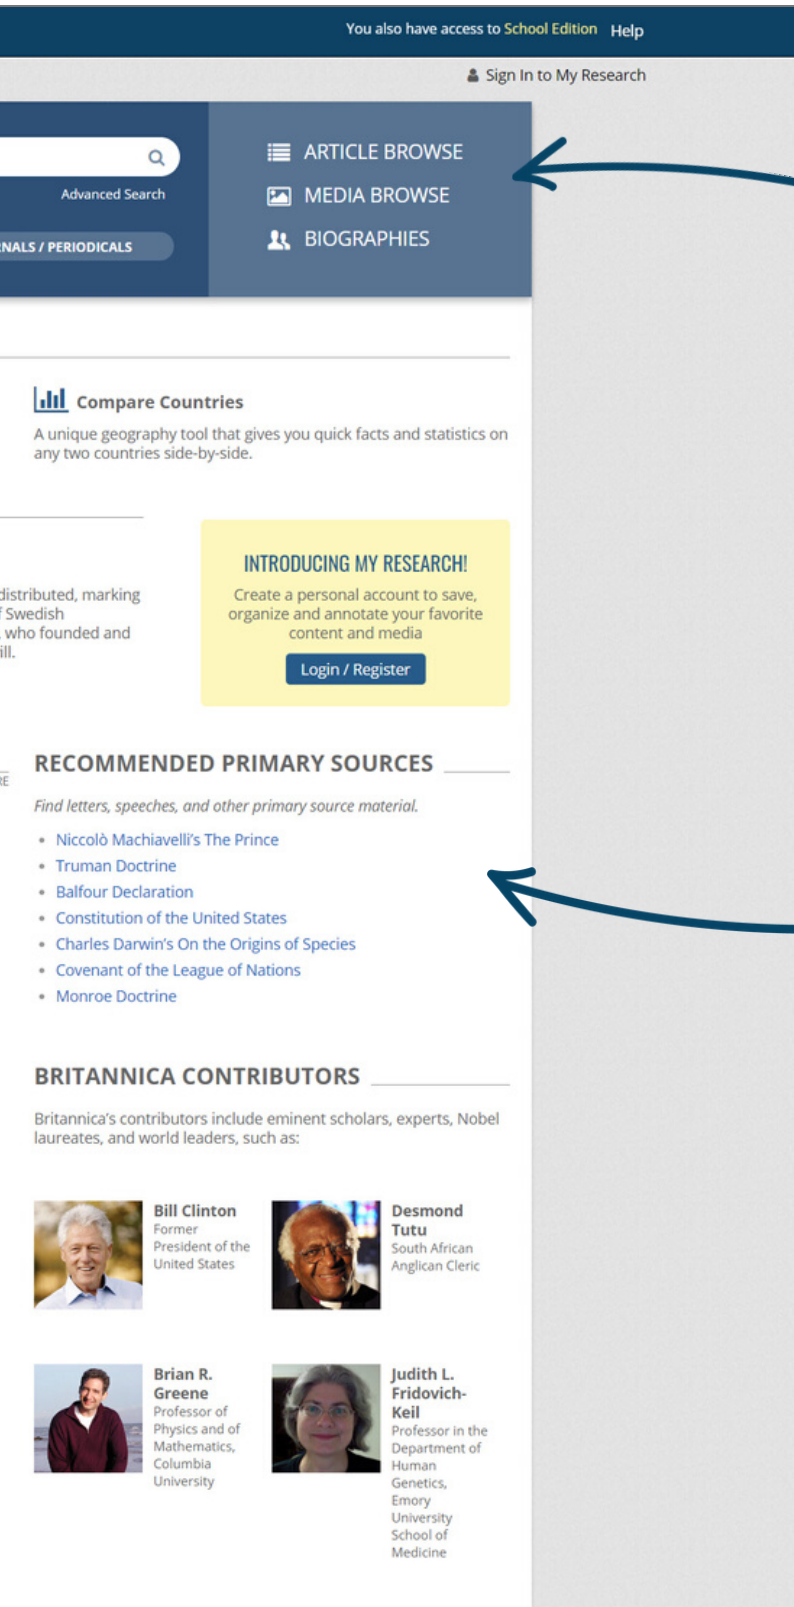 You also have access to School Edition Help
Sign In to My Research
ARTICLE BROWSE
MEDIA BROWSE
BIOGRAPHIES
Advanced Search
NALS / PERIODICALS
Compare Countries
A unique geography tool that gives you quick facts and statistics on
any two countries side-by-side.
distributed, marking
f Swedish
who founded and
ill.
INTRODUCING MY RESEARCH!
Create a personal account to save,
organize and annotate your favorite
content and media
Login / Register
RE
RECOMMENDED PRIMARY SOURCES
Find letters, speeches, and other primary source material.
• Niccolò Machiavelli's The Prince
• Truman Doctrine
• Balfour Declaration
• Constitution of the United States
• Charles Darwin's On the Origins of Species
• Covenant of the League of Nations
• Monroe Doctrine
BRITANNICA CONTRIBUTORS
Britannica's contributors include eminent scholars, experts, Nobel
laureates, and world leaders, such as:
Bill Clinton
Former
President of the
United States
Desmond
Tutu
South African
Anglican Cleric
Brian R.
Greene
Professor of
Physics and of
Mathematics,
Columbia
University
Judith L.
Fridovich-
Keil
Professor in the
Department of
Human
Genetics,
Emory
University
School of
Medicine